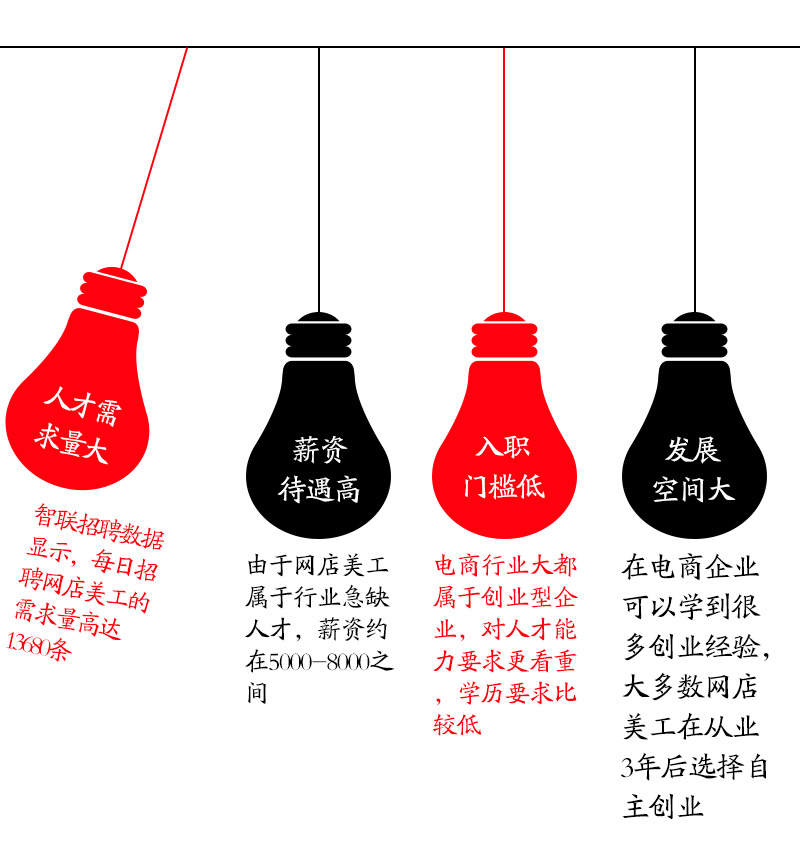 人才需
求量大
智联招聘数据
显示，每日招
聘网店美工的
需求量高达
13680条
薪资
待遇高
由于网店美工
属于行业急缺
人才，薪资约
在5000-8000之
间
入职
门槛低
电商行业大都
属于创业型企
业，对人才能
力要求更看重
，学历要求比
较低
发展
空间大
在电商企业
可以学到很
多创业经验，
大多数网店
美工在从业
3年后选择自
主创业